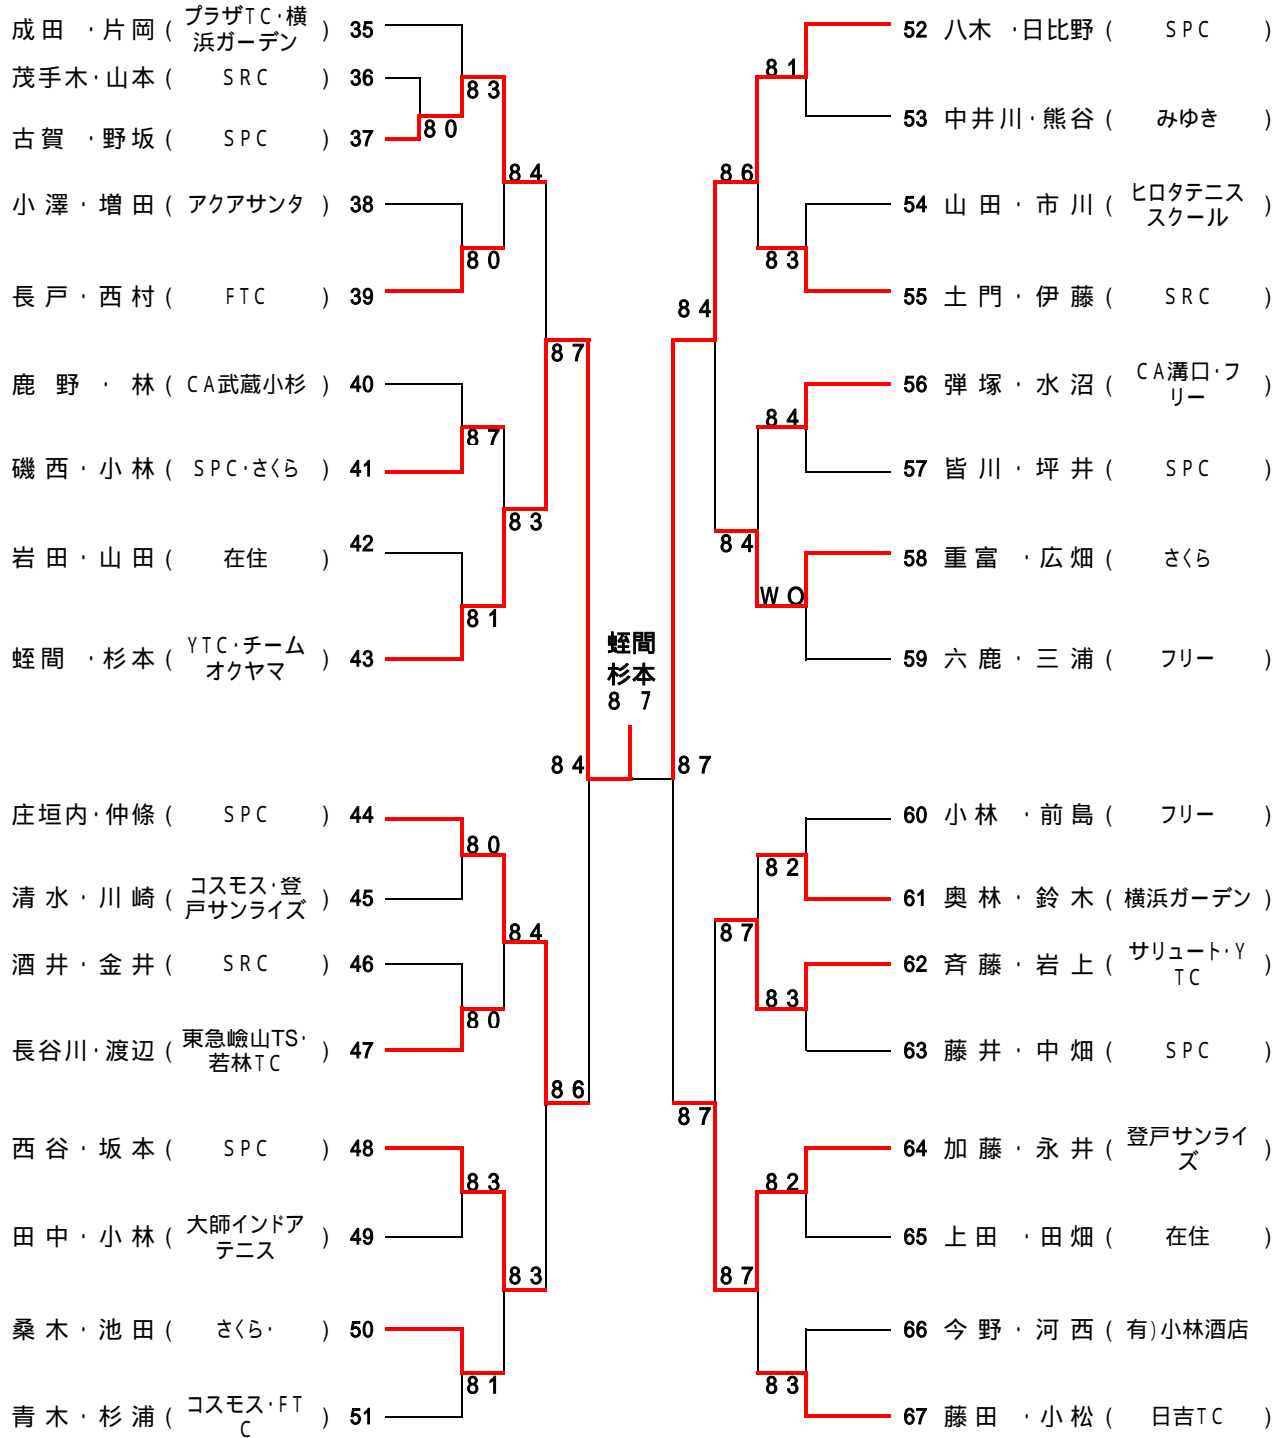 成田・片岡(プラザTC・横浜ガーデン) 35
茂手木・山本(SRC) 36
83
80
古賀・野坂(SPC) 37
84
小澤・増田(アクアサンタ) 38
80
長戸・西村(FTC) 39
87
鹿野・林(CA武蔵小杉) 40
87
磯西・小林(SPC・さくら) 41
83
岩田・山田(在住) 42
81
蛭間・杉本(YTC・チームオクヤマ) 43
84
庄垣内・仲條(SPC) 44
80
清水・川崎(コスモス・登戸サンライズ) 45
84
酒井・金井(SRC) 46
80
長谷川・渡辺(東急嶮山TS・若林TC) 47
86
西谷・坂本(SPC) 48
83
田中・小林(大師インドアテニス) 49
83
桑木・池田(さくら・) 50
81
青木・杉浦(コスモス・FTC) 51
蛭間
杉本
8 7
52 八木・日比野(SPC)
81
53 中井川・熊谷(みゆき)
86
54 山田・市川(ヒロタテニススクール)
83
55 土門・伊藤(SRC)
84
56 弾塚・水沼(CA溝口・フリー)
84
57 皆川・坪井(SPC)
84
58 重富・広畑(さくら
WO
59 六鹿・三浦(フリー)
87
60 小林・前島(フリー)
82
61 奥林・鈴木(横浜ガーデン)
87
62 斉藤・岩上(サリュート・YTC)
83
63 藤井・中畑(SPC)
87
64 加藤・永井(登戸サンライズ)
82
65 上田・田畑(在住)
87
66 今野・河西(有)小林酒店
83
67 藤田・小松(日吉TC)